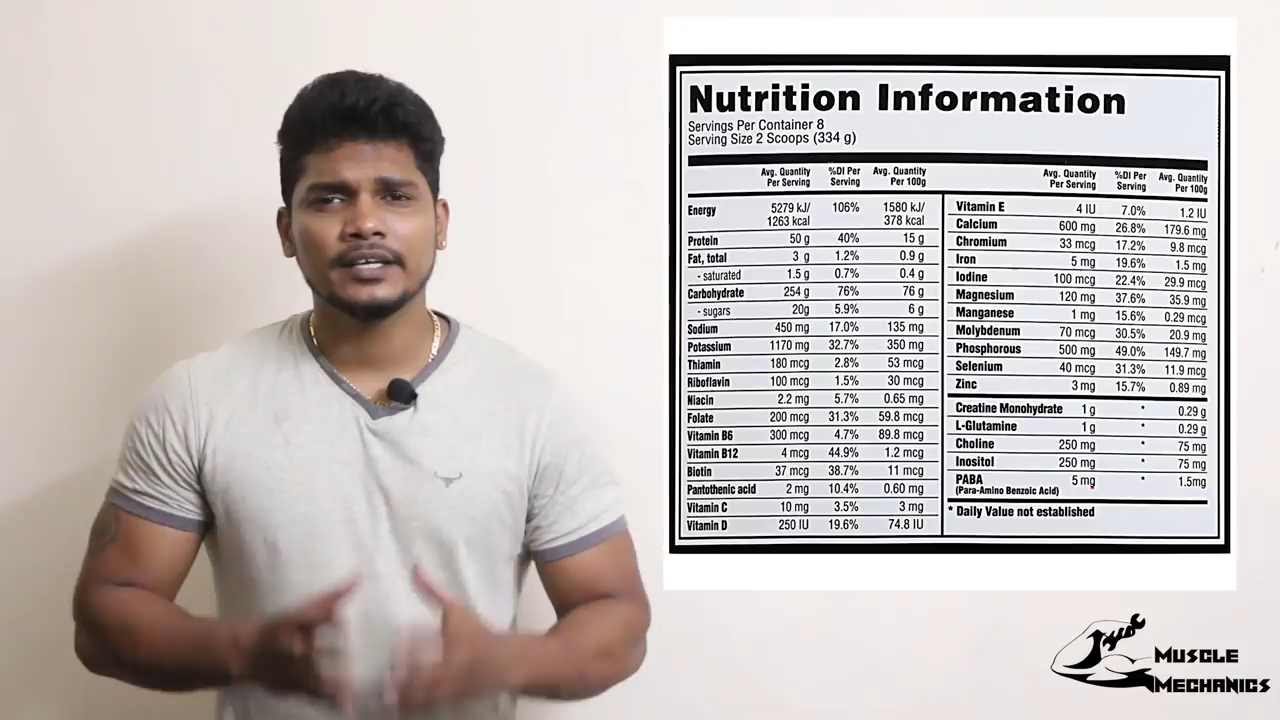 Nutrition Information
Servings Per Container 8
Serving Size 2 Scoops (334 g)
Avg. Quantity Per Serving %DI Per Serving Avg. Quantity Per 100g
Energy 5279 kJ/ 1263 kcal 106% 1580 kJ/ 378 kcal
Protein 50 g 40% 15 g
Fat, total 3 g 1.2% 0.9 g
- saturated 1.5 g 0.7% 0.4 g
Carbohydrate 254 g 76% 76 g
- sugars 20g 5.9% 6 g
Sodium 450 mg 17.0% 135 mg
Potassium 1170 mg 32.7% 350 mg
Thiamin 180 mcg 2.8% 53 mcg
Riboflavin 100 mcg 1.5% 30 mcg
Niacin 2.2 mg 5.7% 0.65 mg
Folate 200 mcg 31.3% 59.8 mcg
Vitamin B6 300 mcg 4.7% 89.8 mcg
Vitamin B12 4 mcg 44.9% 1.2 mcg
Biotin 37 mcg 38.7% 11 mcg
Pantothenic acid 2 mg 10.4% 0.60 mg
Vitamin C 10 mg 3.5% 3 mg
Vitamin D 250 IU 19.6% 74.8 IU
Avg. Quantity Per Serving %DI Per Serving Avg. Quantity Per 100g
Vitamin E 4 IU 7.0% 1.2 IU
Calcium 600 mg 26.8% 179.6 mg
Chromium 33 mcg 17.2% 9.8 mcg
Iron 5 mg 19.6% 1.5 mg
Iodine 100 mcg 22.4% 29.9 mcg
Magnesium 120 mg 37.6% 35.9 mg
Manganese 1 mg 15.6% 0.29 mcg
Molybdenum 70 mcg 30.5% 20.9 mg
Phosphorous 500 mg 49.0% 149.7 mg
Selenium 40 mcg 31.3% 11.9 mcg
Zinc 3 mg 15.7% 0.89 mg
Creatine Monohydrate 1 g * 0.29 g
L-Glutamine 1 g * 0.29 g
Choline 250 mg * 75 mg
Inositol 250 mg * 75 mg
PABA 5 mg * 1.5mg
(Para-Amino Benzoic Acid)
* Daily Value not established
MUSCLE
MECHANICS